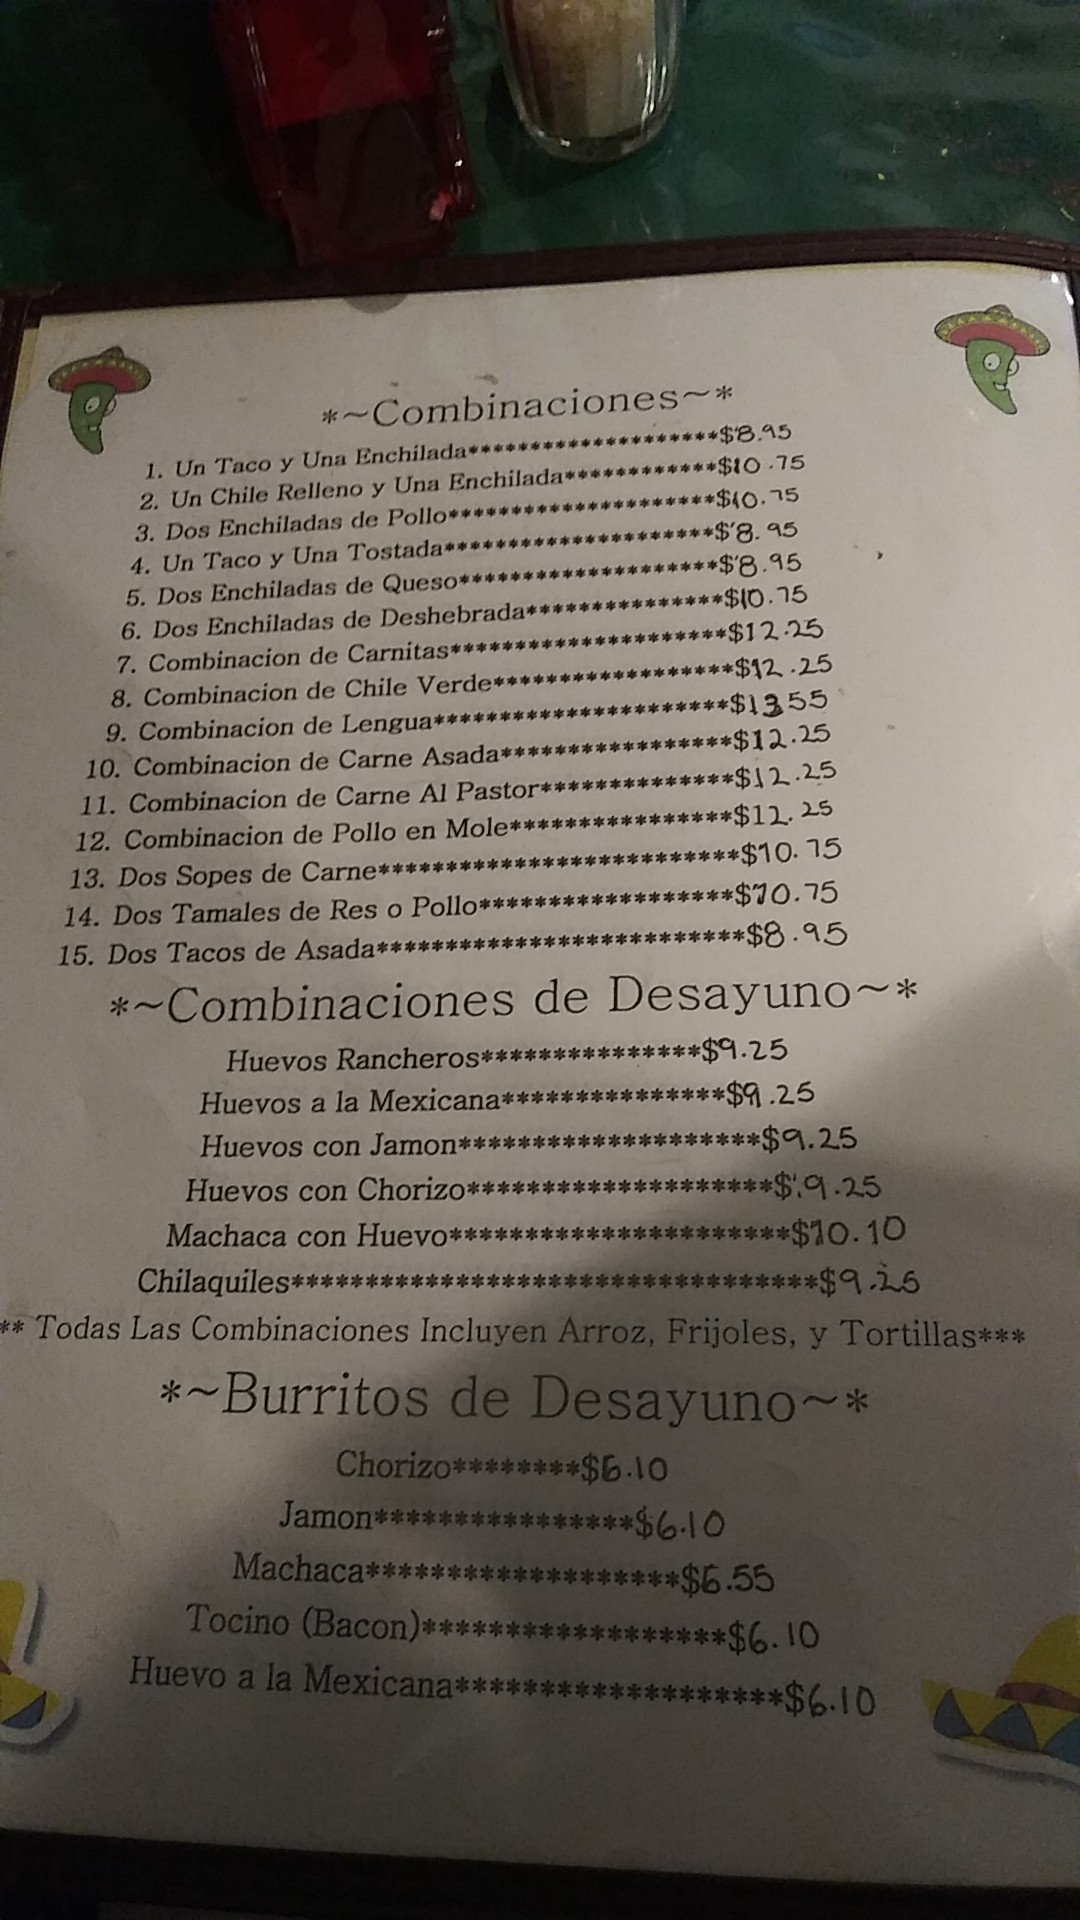 *~Combinaciones~*
1. Un Taco y Una Enchilada********************$8.95
2. Un Chile Relleno y Una Enchilada************$10.75
3. Dos Enchiladas de Pollo*********************$10.75
4. Un Taco y Una Tostada*********************$8.95
5. Dos Enchiladas de Queso********************$8.95
6. Dos Enchiladas de Deshebrada***************$10.75
7. Combinacion de Carnitas*********************$12.25
8. Combinacion de Chile Verde******************$12.25
9. Combinacion de Lengua**********************$13.55
10. Combinacion de Carne Asada*****************$12.25
11. Combinacion de Carne Al Pastor**************$12.25
12. Combinacion de Pollo en Mole****************$12.25
13. Dos Sopes de Carne**************************$10.75
14. Dos Tamales de Res o Pollo******************$10.75
15. Dos Tacos de Asada**************************$8.95
*~Combinaciones de Desayuno~*
Huevos Rancheros***************$9.25
Huevos a la Mexicana***************$9.25
Huevos con Jamon********************$9.25
Huevos con Chorizo********************$9.25
Machaca con Huevo**********************$10.10
Chilaquiles************************************$9.25
** Todas Las Combinaciones Incluyen Arroz, Frijoles, y Tortillas***
*~Burritos de Desayuno~*
Chorizo********$6.10
Jamon****************$6.10
Machaca*******************$6.55
Tocino (Bacon)******************$6.10
Huevo a la Mexicana*******************$6.10